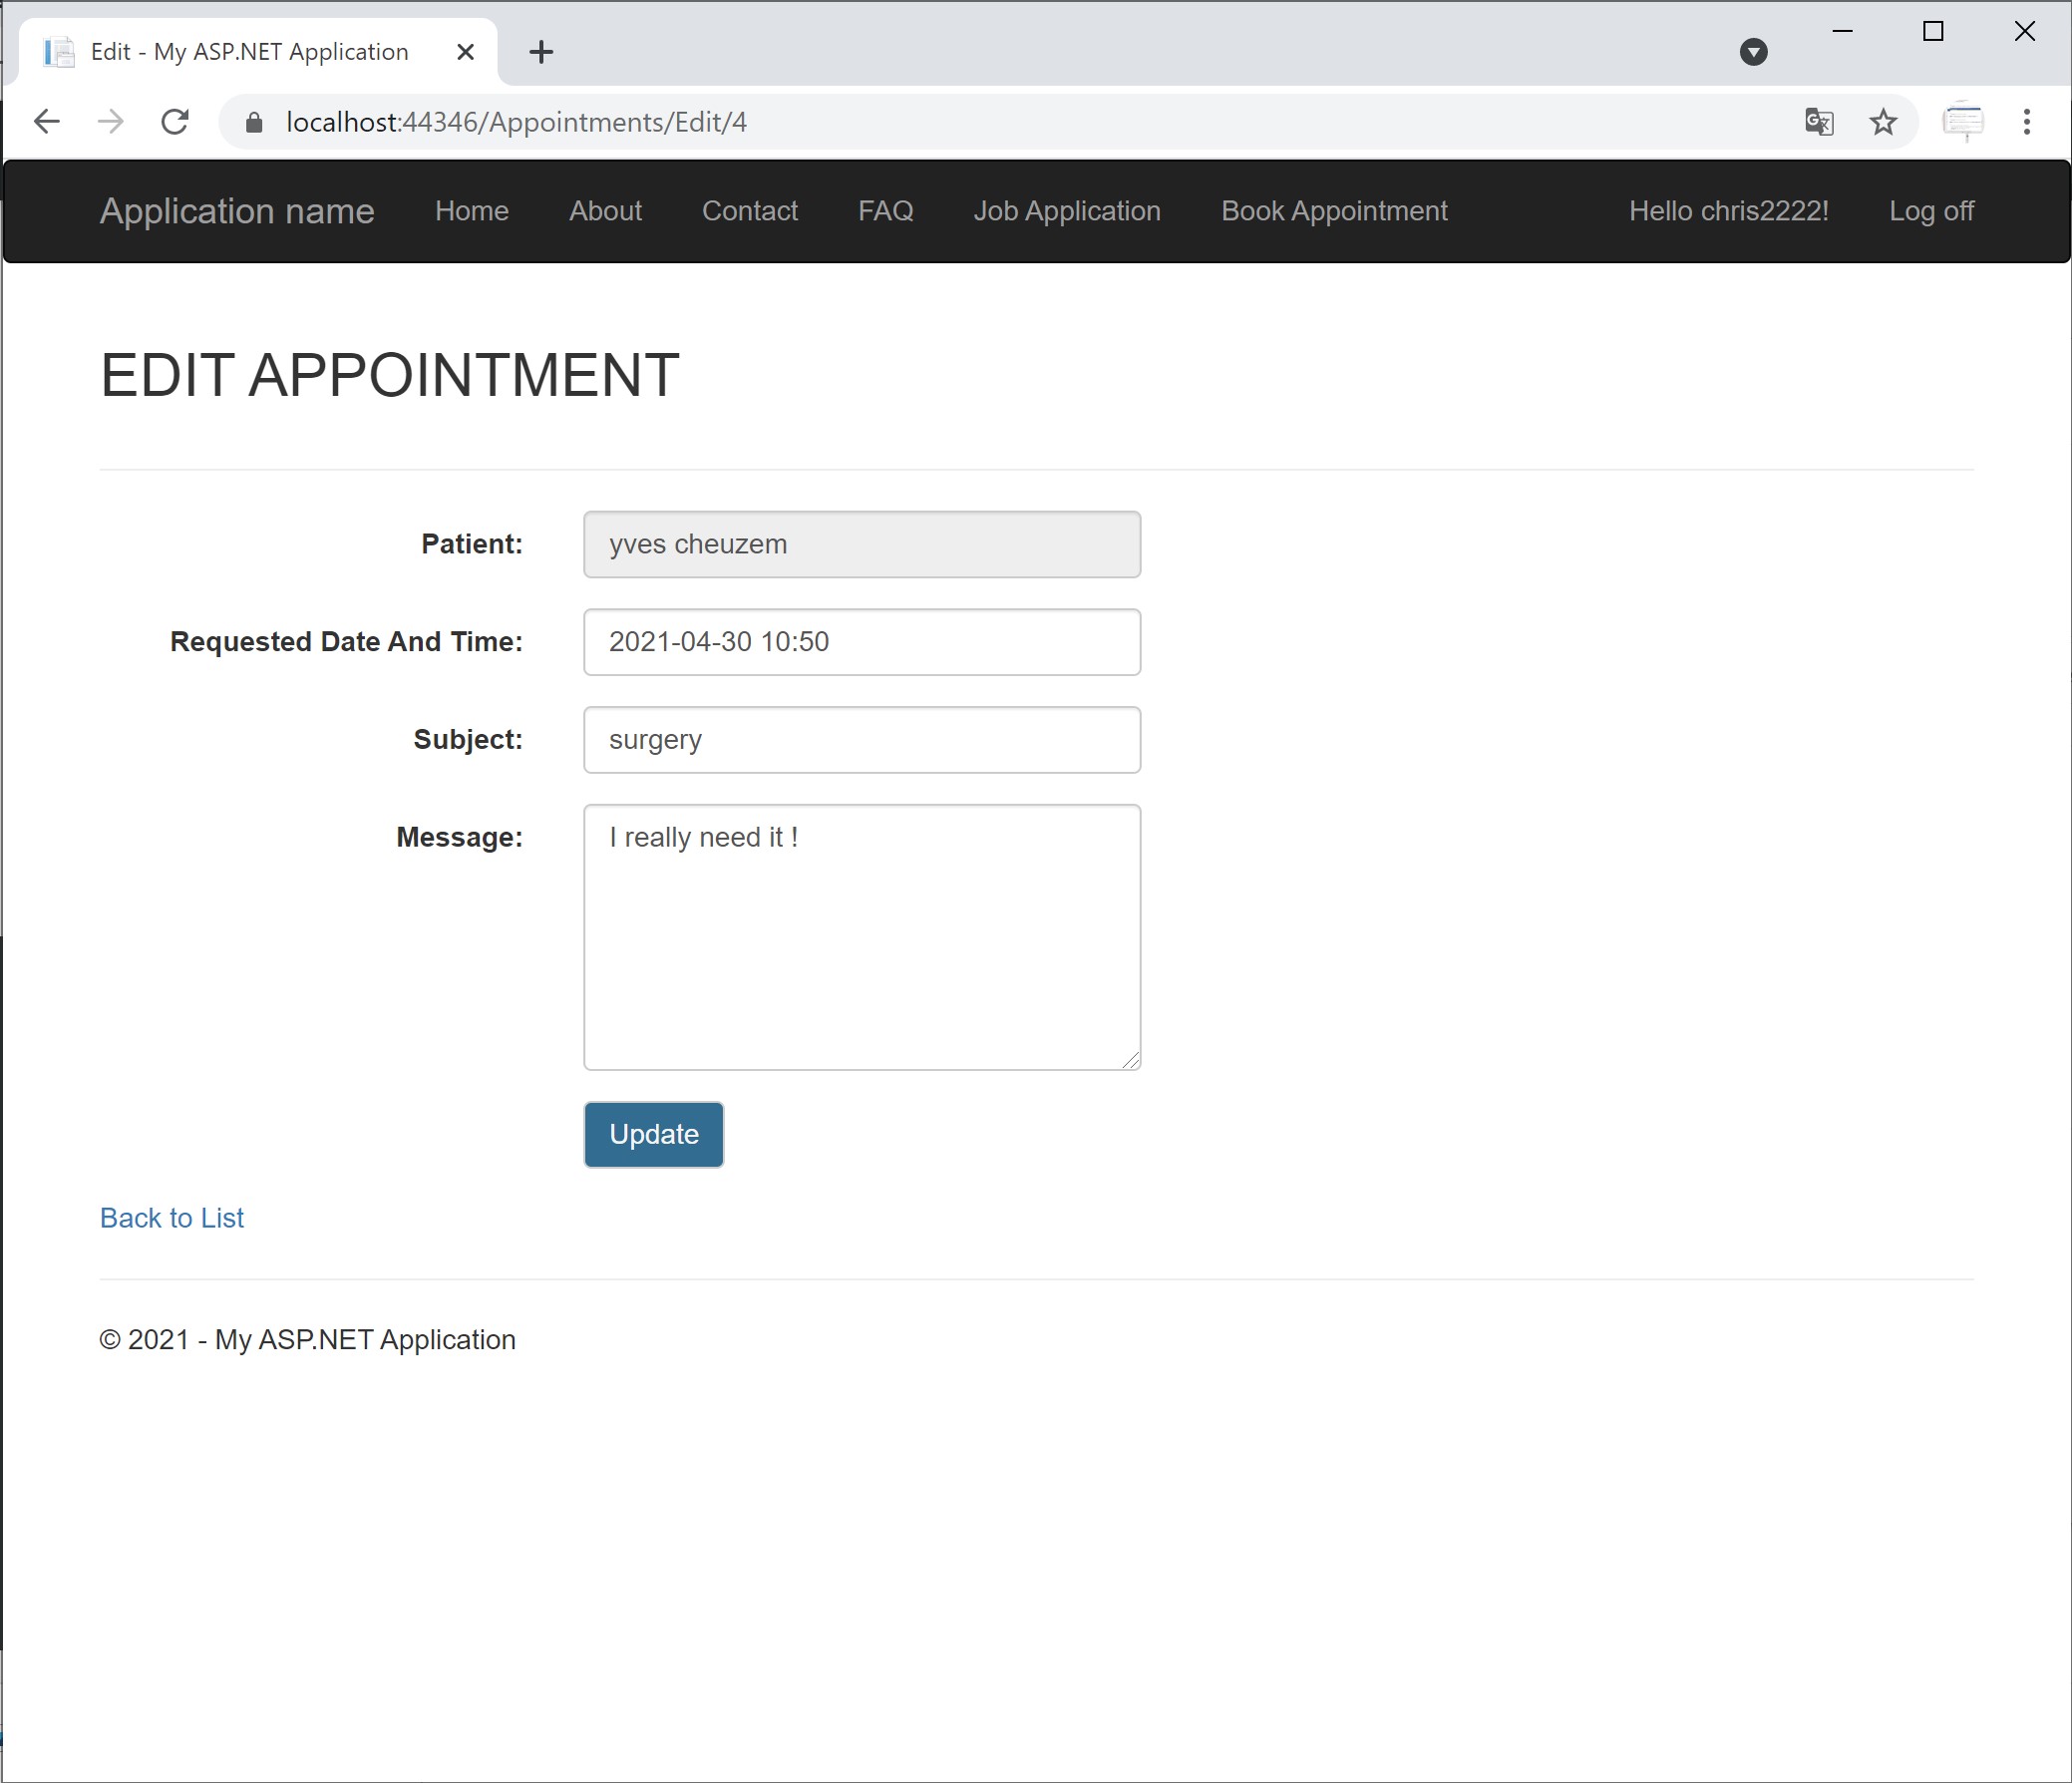 Edit - My ASP.NET Application
localhost:44346/Appointments/Edit/4
Application name Home About Contact FAQ Job Application Book Appointment Hello chris2222! Log off
EDIT APPOINTMENT
Patient: yves cheuzem
Requested Date And Time: 2021-04-30 10:50
Subject: surgery
Message: I really need it !
Update
Back to List
© 2021 - My ASP.NET Application